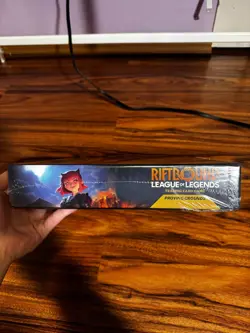 RIFTBOUND
LEAGUE OF LEGENDS
TRADING CARD GAME
PROVING GROUNDS